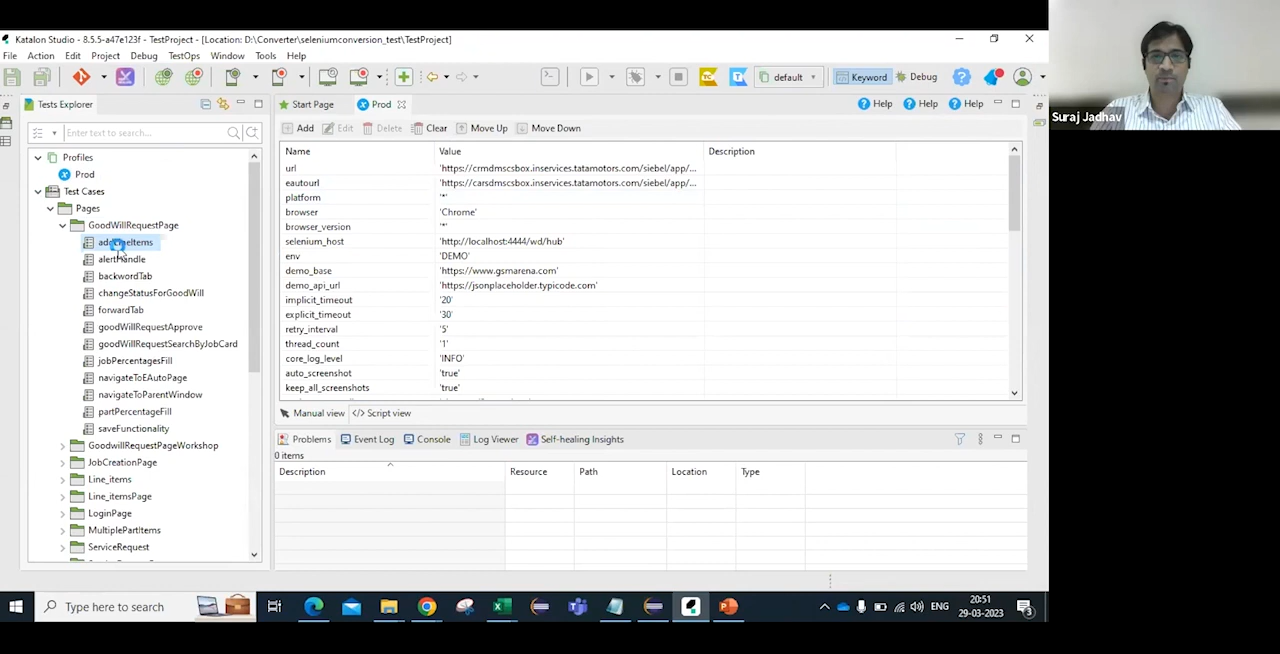 Katalon Studio - 8.5.5-a47e123f - TestProject - [Location: D:\Converter\seleniumconversion_test\TestProject]
File Action Edit Project Debug TestOps Window Tools Help
default Keyword Debug
Tests Explorer
Start Page Prod Help Help Help
Enter text to search...
Add Edit Delete Clear Move Up Move Down
Profiles
Prod
Test Cases
Pages
GoodWillRequestPage
alertHandle
backwordTab
changeStatusForGoodWill
forwardTab
goodWillRequestApprove
goodWillRequestSearchByJobCard
jobPercentagesFill
navigateToEAutoPage
navigateToParentWindow
partPercentageFill
saveFunctionality
GoodwillRequestPageWorkshop
JobCreationPage
Line_items
Line_itemsPage
LoginPage
MultiplePartItems
ServiceRequest
Name Value Description
url 'https://crmdmscsbox.inservices.tatamotors.com/siebel/app/...
eautourl 'https://carsdmscsbox.inservices.tatamotors.com/siebel/app/...
platform '*'
browser 'Chrome'
browser_version '*'
selenium_host 'http://localhost:4444/wd/hub'
env 'DEMO'
demo_base 'https://www.gsmarena.com'
demo_api_url 'https://jsonplaceholder.typicode.com'
implicit_timeout '20'
explicit_timeout '30'
retry_interval '5'
thread_count '1'
core_log_level 'INFO'
auto_screenshot 'true'
keep_all_screenshots 'true'
Manual view </> Script view
Problems Event Log Console Log Viewer Self-healing Insights
0 items
Description Resource Path Location Type
Type here to search
ENG
20:51
29-03-2023
3
Suraj Jadhav